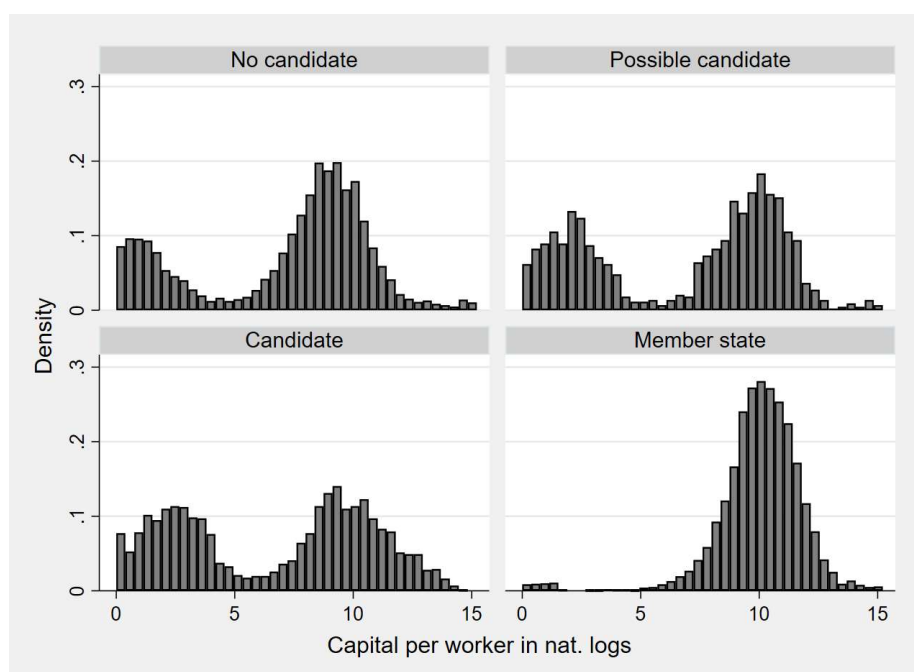 No candidate
Possible candidate
.3
.2
.1
0
Candidate
Member state
.3
.2
.1
0
Density
0 5 10 15
0 5 10 15
Capital per worker in nat. logs